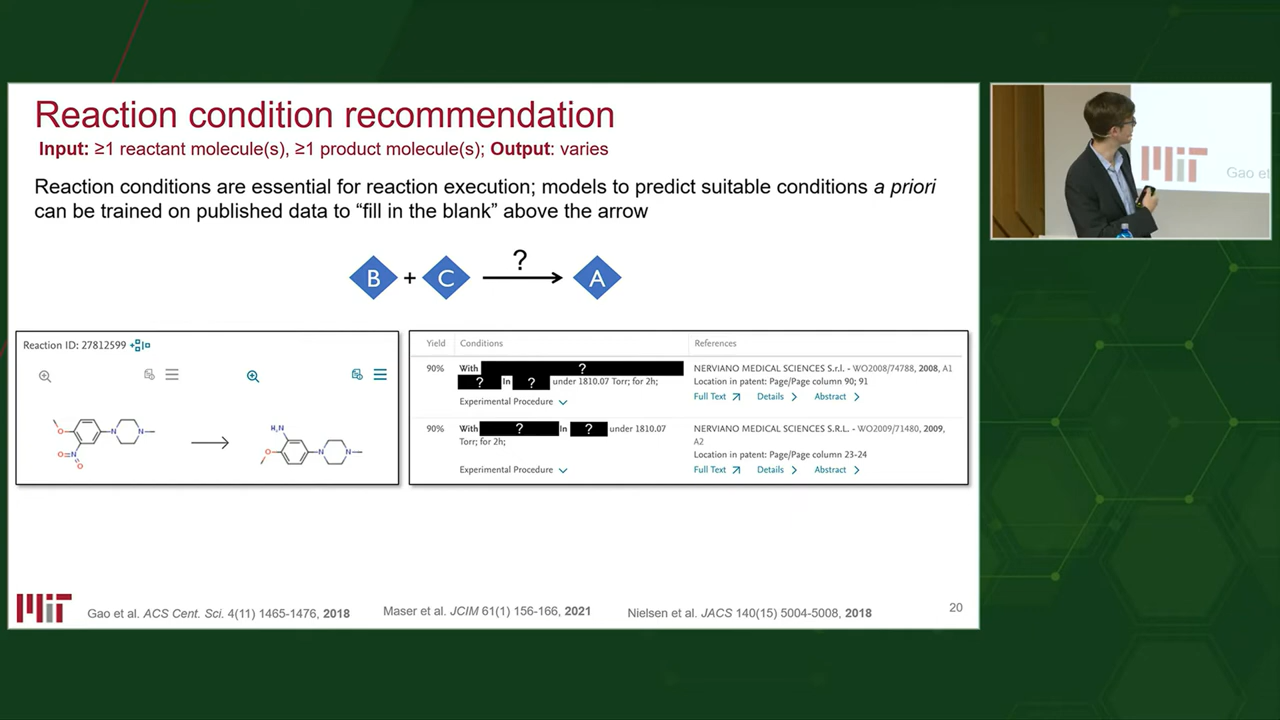 Reaction condition recommendation
Input: ≥1 reactant molecule(s), ≥1 product molecule(s); Output: varies
Reaction conditions are essential for reaction execution; models to predict suitable conditions a priori
can be trained on published data to “fill in the blank” above the arrow
B + C ? A
Reaction ID: 27812599
O
N
N
N
O
O
H₂N
O
N
N
Yield Conditions References
90% With ?
? In ? under 1810.07 Torr; for 2h;
Experimental Procedure
NERVIANO MEDICAL SCIENCES S.r.l. - WO2008/74788, 2008, A1
Location in patent: Page/Page column 90; 91
Full Text Details Abstract
90% With ? In ? under 1810.07
Torr; for 2h;
Experimental Procedure
NERVIANO MEDICAL SCIENCES S.R.L. - WO2009/71480, 2009,
A2
Location in patent: Page/Page column 23-24
Full Text Details Abstract
MIT
Gao et al. ACS Cent. Sci. 4(11) 1465-1476, 2018
Maser et al. JCIM 61(1) 156-166, 2021
Nielsen et al. JACS 140(15) 5004-5008, 2018
20
MIT
Gao et